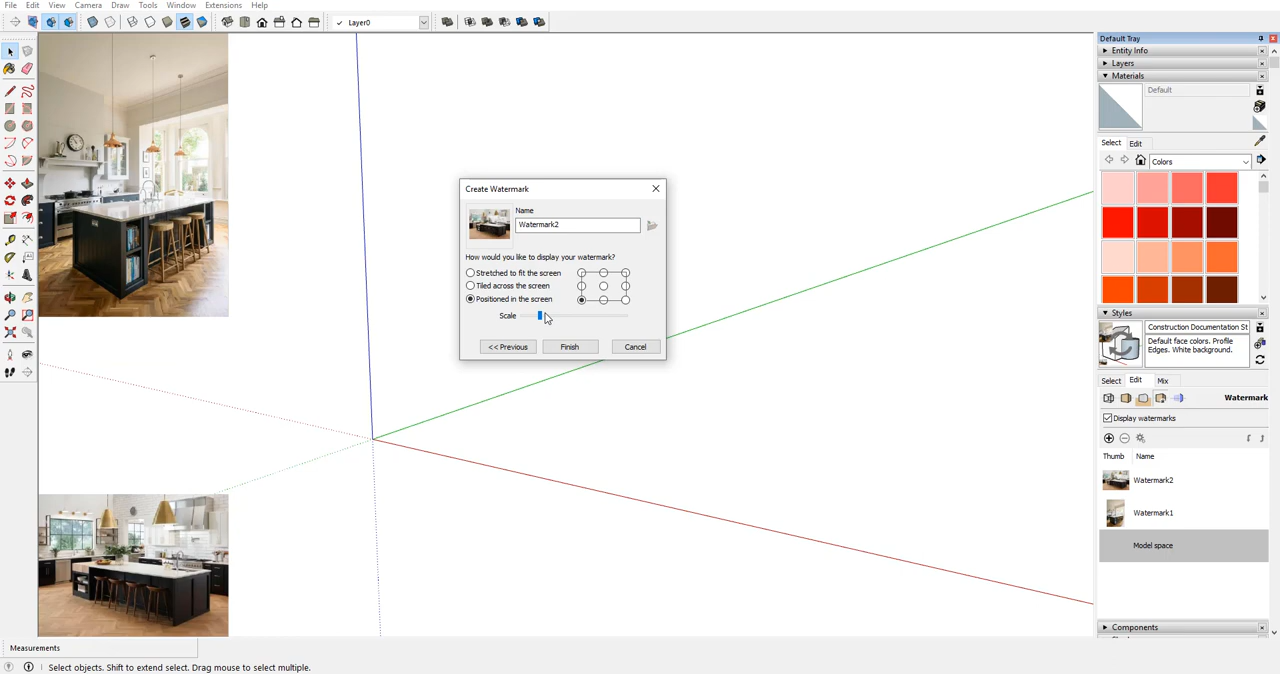 File Edit View Camera Draw Tools Window Extensions Help
✓ Layer0
Default Tray
Entity Info
Layers
Materials
Default
Select Edit
Colors
Create Watermark
Name
Watermark2
How would you like to display your watermark?
Stretched to fit the screen
Tiled across the screen
Positioned in the screen
Scale
<< Previous Finish Cancel
Styles
Construction Documentation St
Default face colors. Profile
Edges. White background.
Select Edit Mix
Watermark
Display watermarks
Thumb Name
Watermark2
Watermark1
Model space
Components
Measurements
Select objects. Shift to extend select. Drag mouse to select multiple.